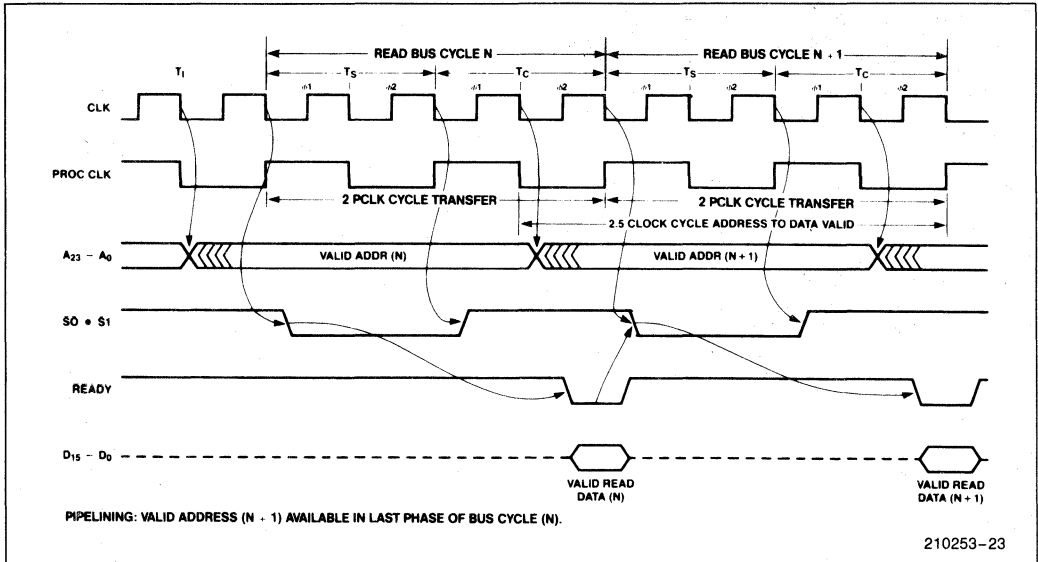 READ BUS CYCLE N READ BUS CYCLE N + 1
TI TS TC TS TC
ϕ1 ϕ2 ϕ1 ϕ2 ϕ1 ϕ2 ϕ1 ϕ2
CLK
PROC CLK
2 PCLK CYCLE TRANSFER 2 PCLK CYCLE TRANSFER
2.5 CLOCK CYCLE ADDRESS TO DATA VALID
A23 – A0 VALID ADDR (N) VALID ADDR (N + 1)
S0 • S1
READY
D15 – D0
VALID READ VALID READ
DATA (N) DATA (N + 1)
PIPELINING: VALID ADDRESS (N + 1) AVAILABLE IN LAST PHASE OF BUS CYCLE (N).
210253–23